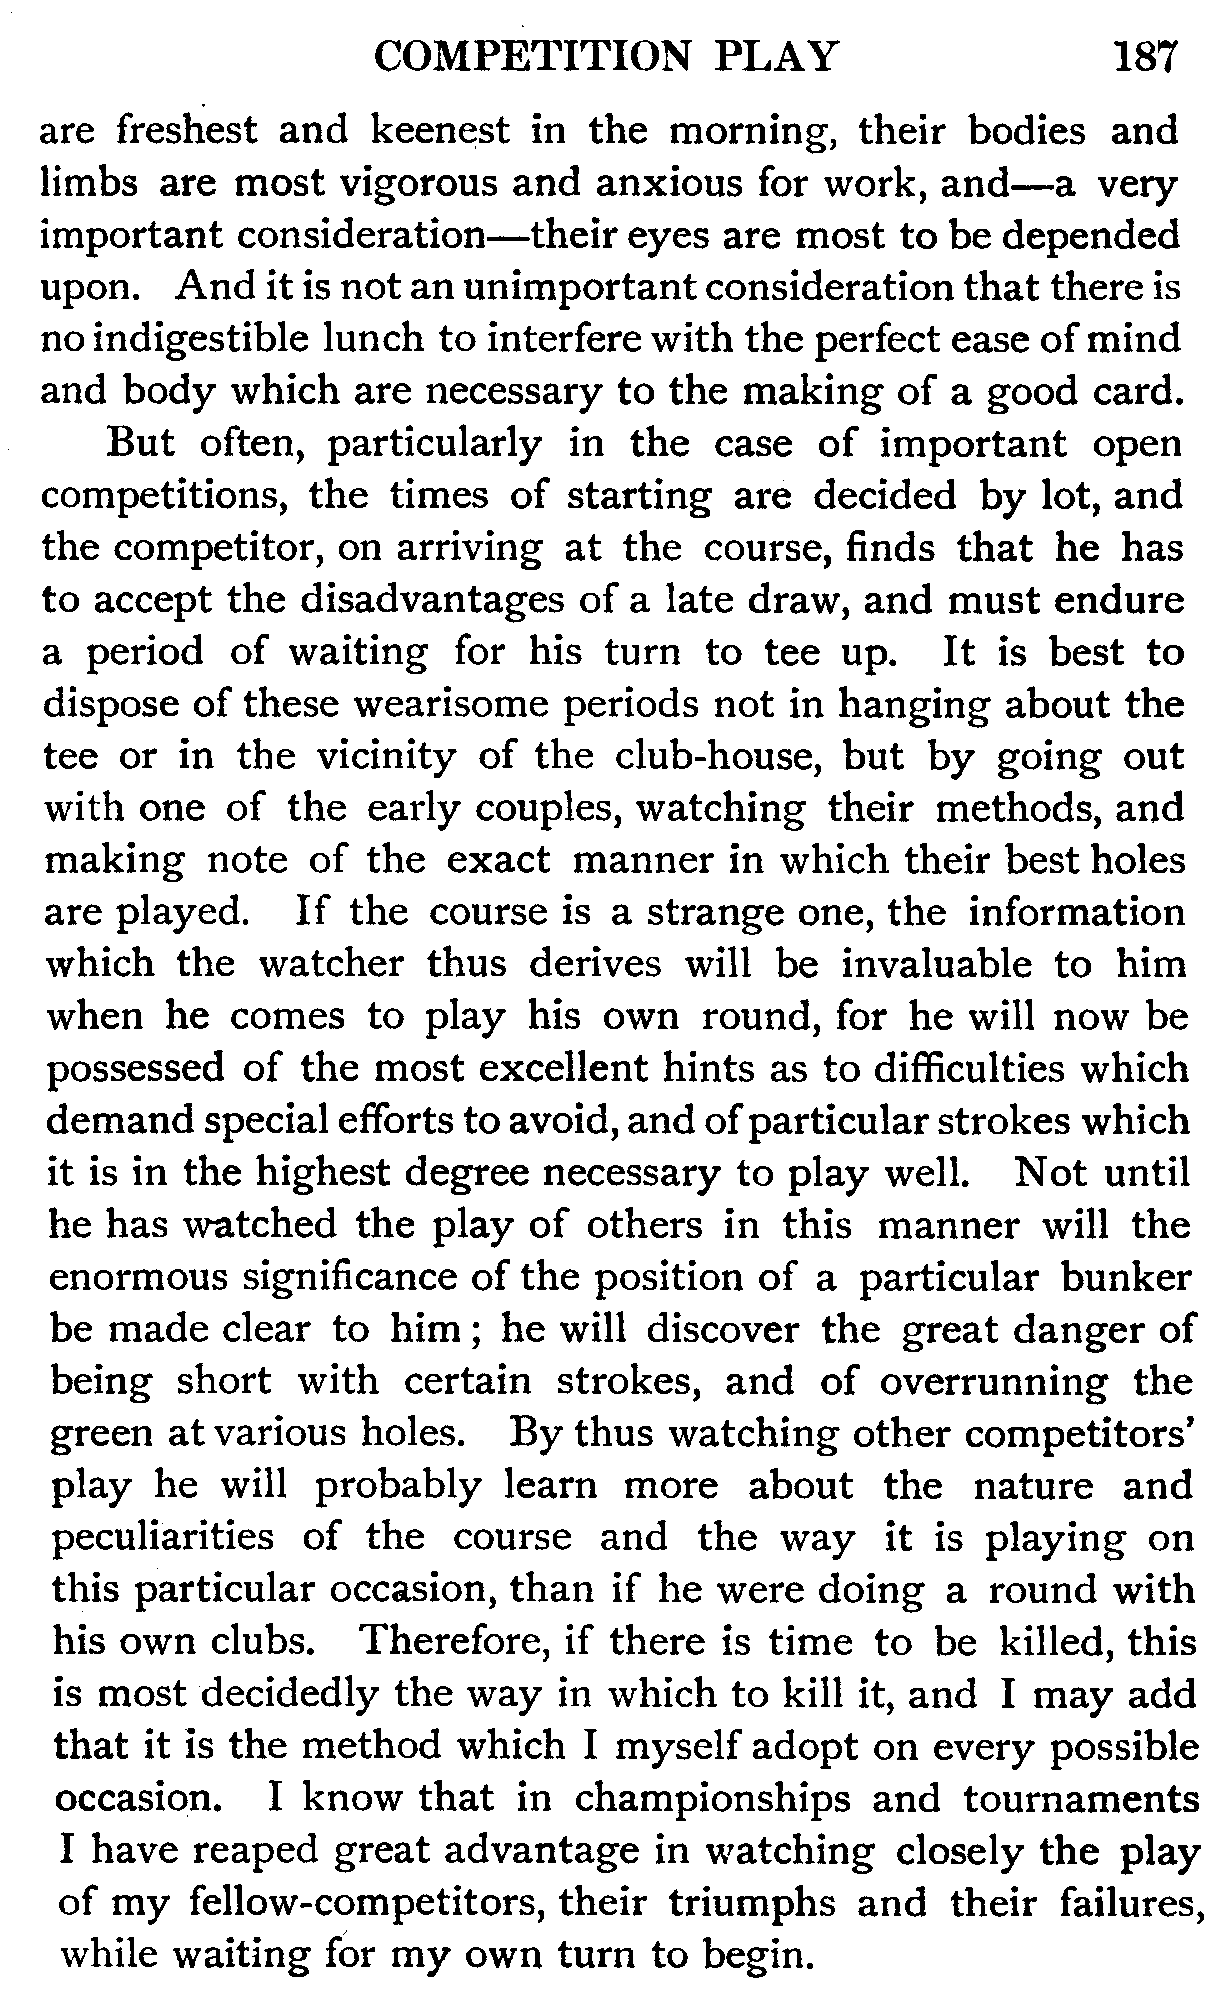 COMPETITION PLAY 187
are freshest and keenest in the morning, their bodies and
limbs are most vigorous and anxious for work, and—a very
important consideration—their eyes are most to be depended
upon. And it is not an unimportant consideration that there is
no indigestible lunch to interfere with the perfect ease of mind
and body which are necessary to the making of a good card.
But often, particularly in the case of important open
competitions, the times of starting are decided by lot, and
the competitor, on arriving at the course, finds that he has
to accept the disadvantages of a late draw, and must endure
a period of waiting for his turn to tee up. It is best to
dispose of these wearisome periods not in hanging about the
tee or in the vicinity of the club-house, but by going out
with one of the early couples, watching their methods, and
making note of the exact manner in which their best holes
are played. If the course is a strange one, the information
which the watcher thus derives will be invaluable to him
when he comes to play his own round, for he will now be
possessed of the most excellent hints as to difficulties which
demand special efforts to avoid, and of particular strokes which
it is in the highest degree necessary to play well. Not until
he has watched the play of others in this manner will the
enormous significance of the position of a particular bunker
be made clear to him; he will discover the great danger of
being short with certain strokes, and of overrunning the
green at various holes. By thus watching other competitors'
play he will probably learn more about the nature and
peculiarities of the course and the way it is playing on
this particular occasion, than if he were doing a round with
his own clubs. Therefore, if there is time to be killed, this
is most decidedly the way in which to kill it, and I may add
that it is the method which I myself adopt on every possible
occasion. I know that in championships and tournaments
I have reaped great advantage in watching closely the play
of my fellow-competitors, their triumphs and their failures,
while waiting for my own turn to begin.